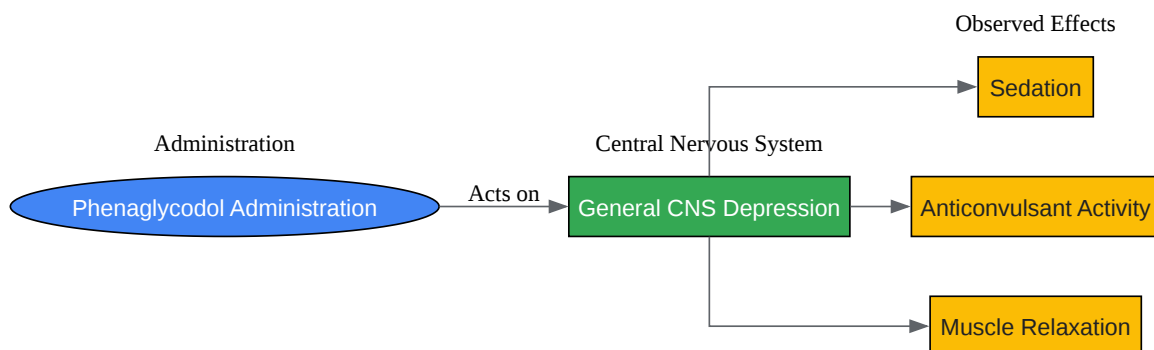 Observed Effects
Sedation
Administration
Central Nervous System
Phenaglycodol Administration
Acts on
General CNS Depression
Anticonvulsant Activity
Muscle Relaxation